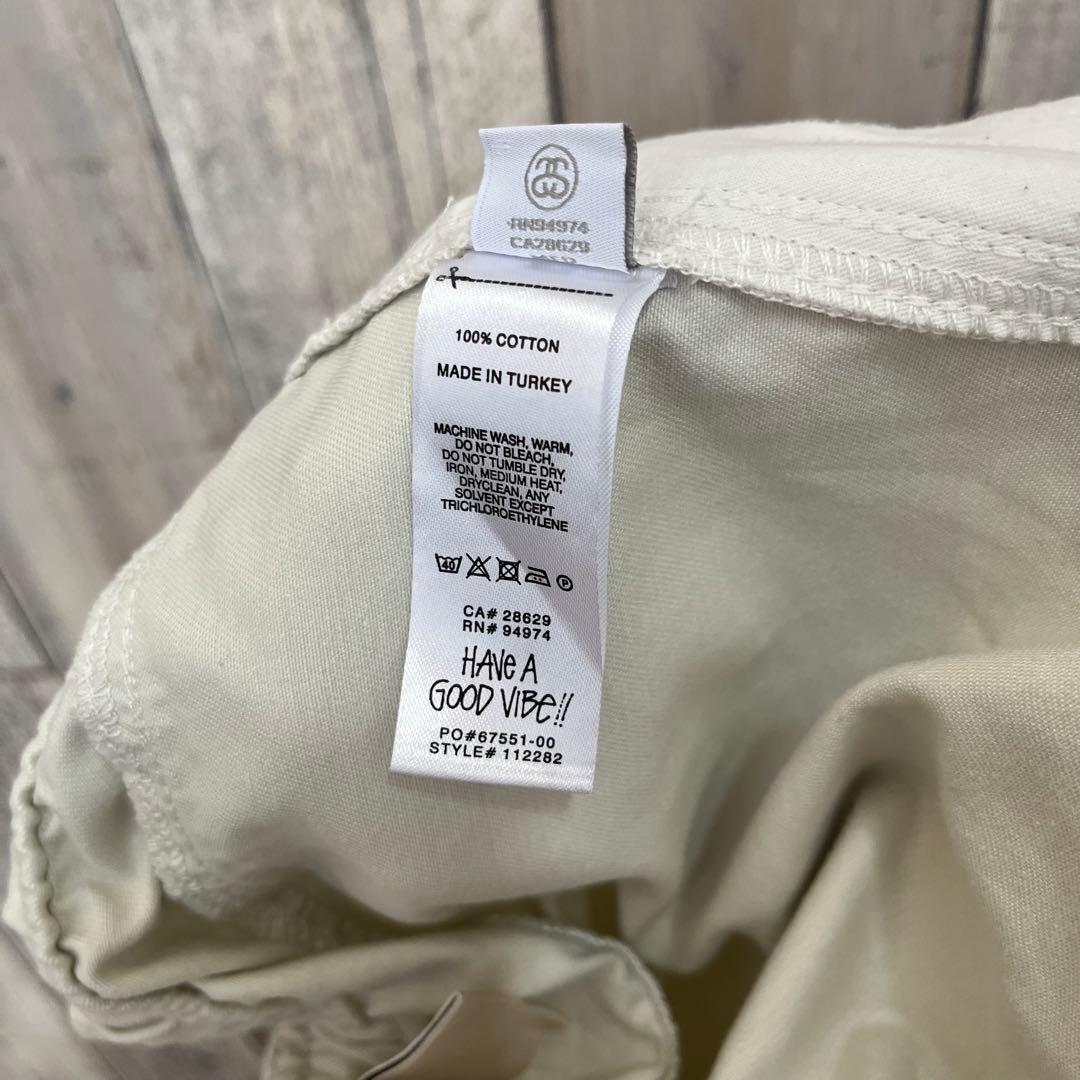 RN94974
CA28629
100% COTTON
MADE IN TURKEY
MACHINE WASH, WARM,
DO NOT BLEACH,
DO NOT TUMBLE DRY,
IRON, MEDIUM HEAT,
DRYCLEAN, ANY
SOLVENT EXCEPT
TRICHLOROETHYLENE
40 P
CA# 28629
RN# 94974
HAVE A
GOOD VIBE!!
PO#67551-00
STYLE# 112282